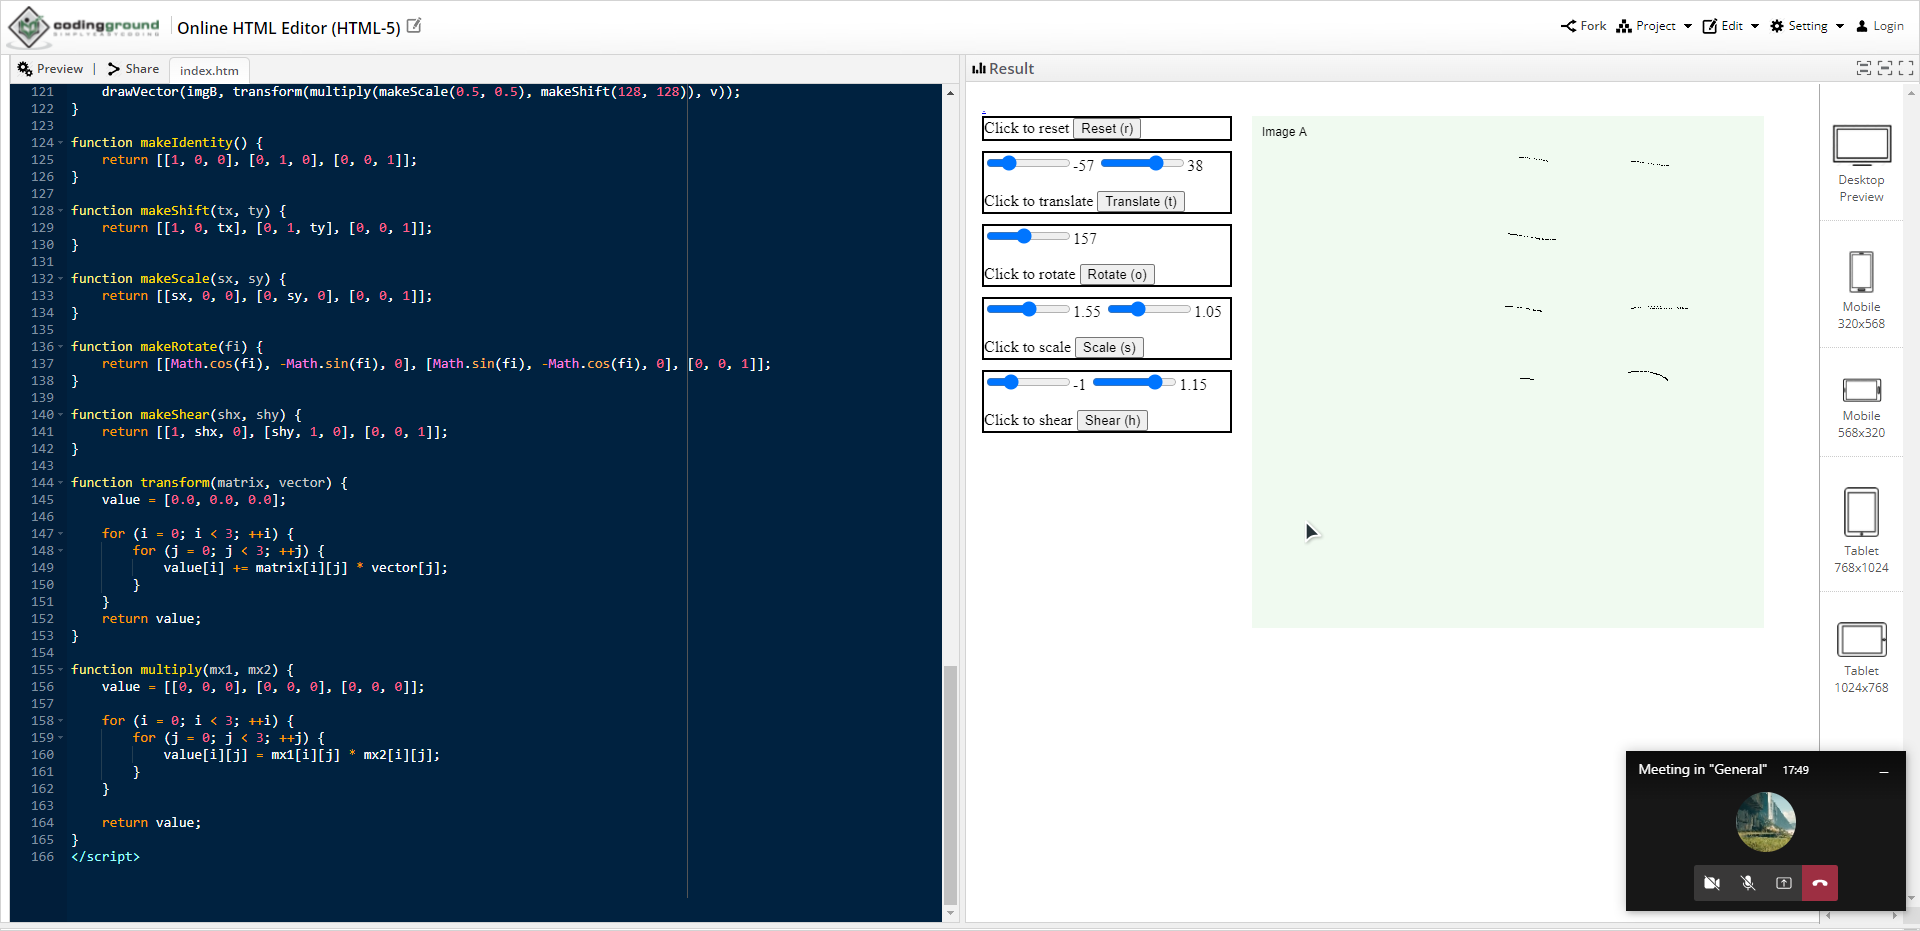 codingground
SIMPLYEASYCODING
Online HTML Editor (HTML-5)
Fork
Project
Edit
Setting
Login
Preview | Share
index.htm
121 drawVector(imgB, transform(multiply(makeScale(0.5, 0.5), makeShift(128, 128)), v));
122 }
123
124 function makeIdentity() {
125 return [[1, 0, 0], [0, 1, 0], [0, 0, 1]];
126 }
127
128 function makeShift(tx, ty) {
129 return [[1, 0, tx], [0, 1, ty], [0, 0, 1]];
130 }
131
132 function makeScale(sx, sy) {
133 return [[sx, 0, 0], [0, sy, 0], [0, 0, 1]];
134 }
135
136 function makeRotate(fi) {
137 return [[Math.cos(fi), -Math.sin(fi), 0], [Math.sin(fi), -Math.cos(fi), 0], [0, 0, 1]];
138 }
139
140 function makeShear(shx, shy) {
141 return [[1, shx, 0], [shy, 1, 0], [0, 0, 1]];
142 }
143
144 function transform(matrix, vector) {
145 value = [0.0, 0.0, 0.0];
146
147 for (i = 0; i < 3; ++i) {
148 for (j = 0; j < 3; ++j) {
149 value[i] += matrix[i][j] * vector[j];
150 }
151 }
152 return value;
153 }
154
155 function multiply(mx1, mx2) {
156 value = [[0, 0, 0], [0, 0, 0], [0, 0, 0]];
157
158 for (i = 0; i < 3; ++i) {
159 for (j = 0; j < 3; ++j) {
160 value[i][j] = mx1[i][j] * mx2[i][j];
161 }
162 }
163
164 return value;
165 }
166 </script>
Result
Click to reset Reset (r)
-57 38
Click to translate Translate (t)
157
Click to rotate Rotate (o)
1.55 1.05
Click to scale Scale (s)
-1 1.15
Click to shear Shear (h)
Image A
Desktop
Preview
Mobile
320x568
Mobile
568x320
Tablet
768x1024
Tablet
1024x768
Meeting in "General" 17:49